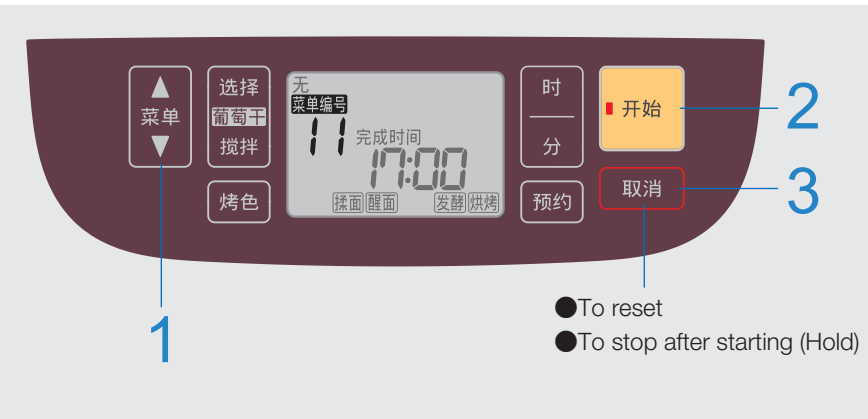 ▲
菜单
▼
选择
葡萄干
搅拌
烤色
无
菜单编号
11
完成时间
17:00
揉面 醒面 发酵 烘烤
时
分
预约
开始
取消
1
2
3
●To reset
●To stop after starting (Hold)